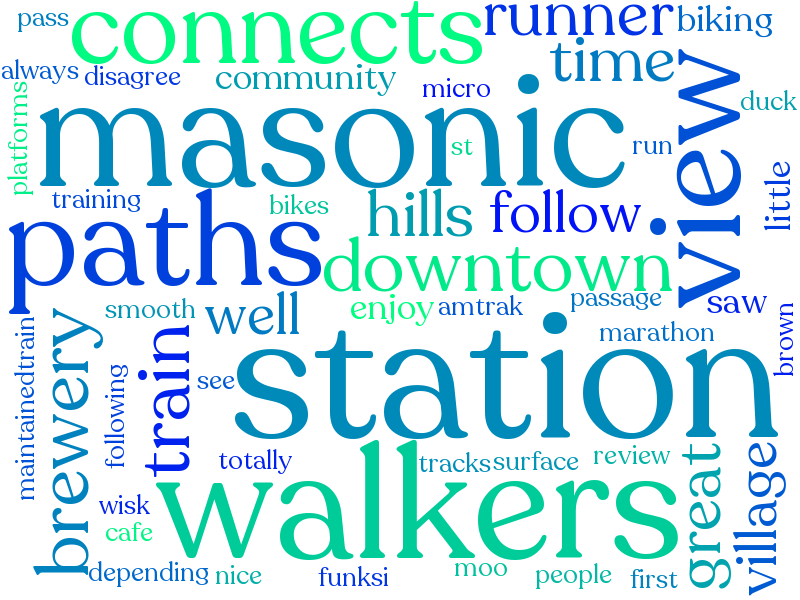 pass
connects
runner
biking
always
disagree
community
time
micro
duck
platforms
masonic
st
run
view
little
training
bikes
hills
follow
paths
downtown
smooth
well
enjoy
amtrak
passage
saw
marathon
brown
maintainedtrain
brewery
following
train
see
station
totally
tracks
surface
review
great
village
wisk
walkers
cafe
depending
nice
funksi
moo
people
first